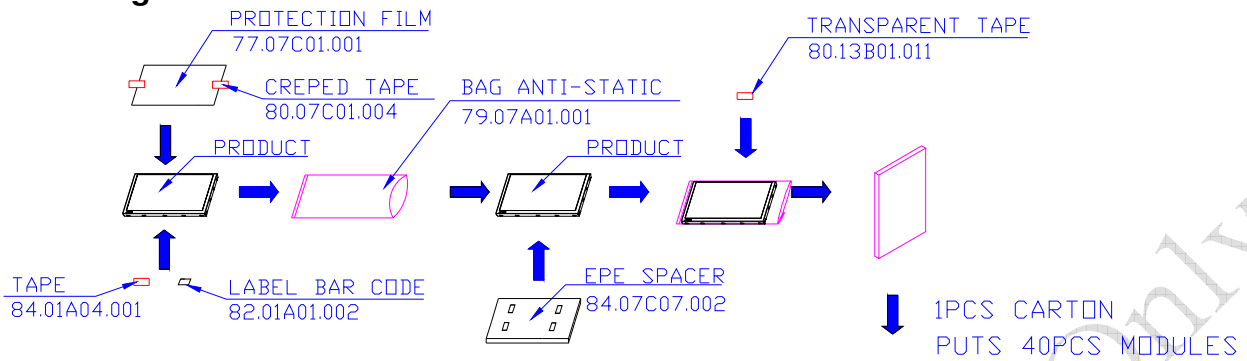 PROTECTION FILM
77.07C01.001
CREPED TAPE
80.07C01.004
BAG ANTI-STATIC
79.07A01.001
TRANSPARENT TAPE
80.13B01.011
PRODUCT
PRODUCT
TAPE
84.01A04.001
LABEL BAR CODE
82.01A01.002
EPE SPACER
84.07C07.002
1PCS CARTON
PUTS 40PCS MODULES
Only